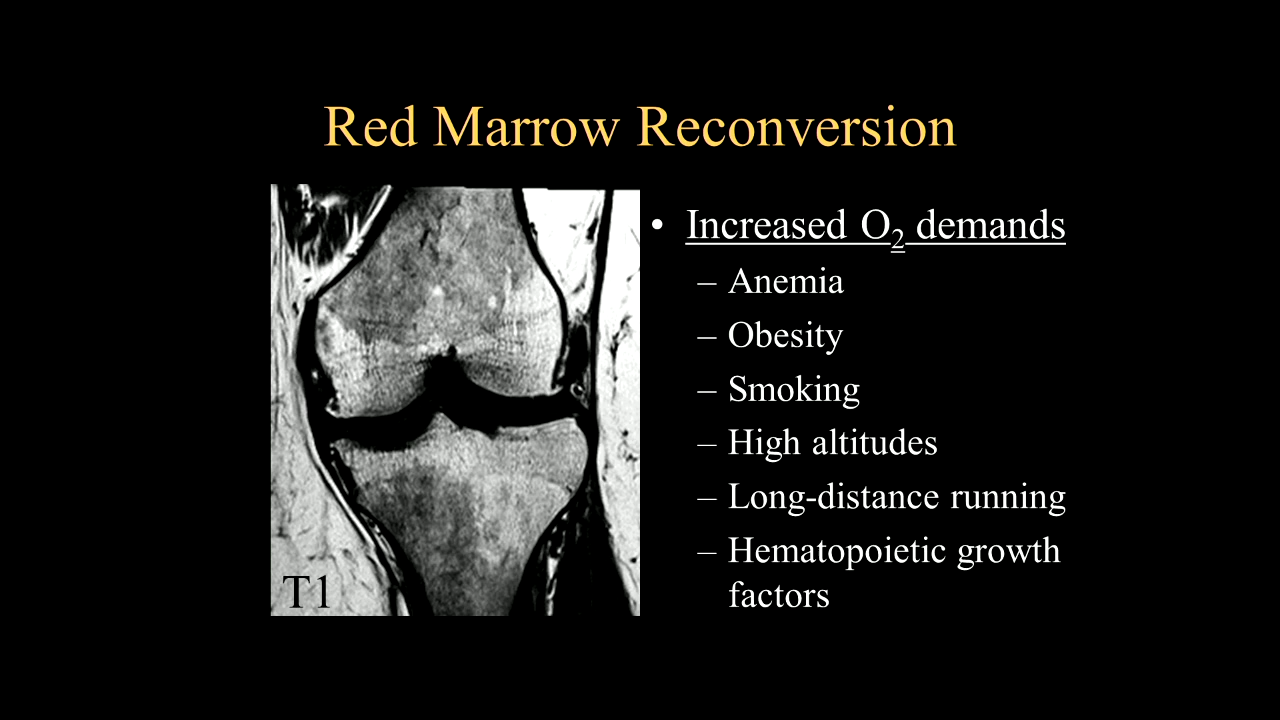 Red Marrow Reconversion
• Increased O₂ demands
– Anemia
– Obesity
– Smoking
– High altitudes
– Long-distance running
– Hematopoietic growth
factors
T1